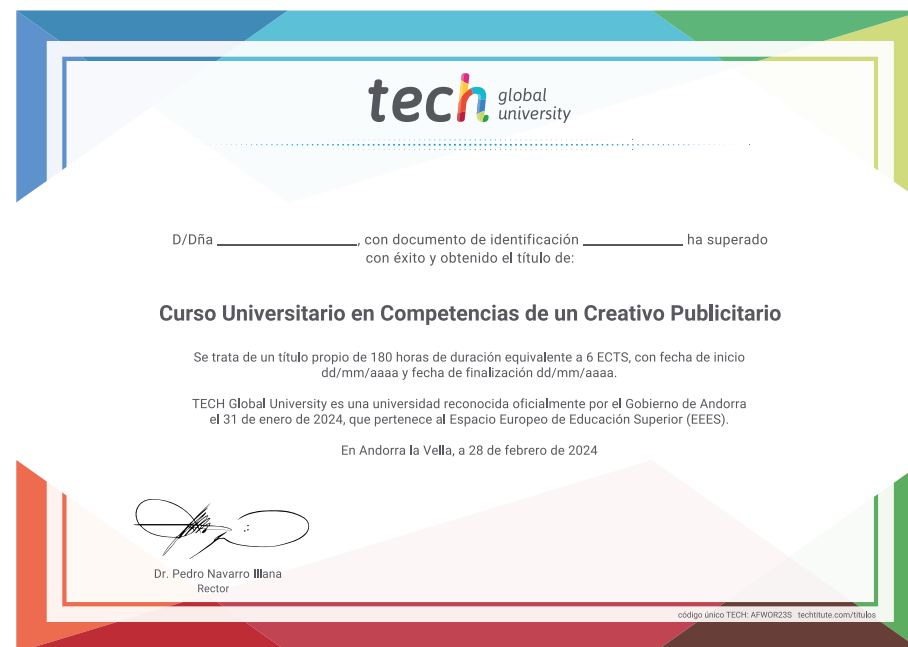 tech global university
D/Dña ____________________, con documento de identificación ______________ ha superado
con éxito y obtenido el título de:
Curso Universitario en Competencias de un Creativo Publicitario
Se trata de un título propio de 180 horas de duración equivalente a 6 ECTS, con fecha de inicio
dd/mm/aaaa y fecha de finalización dd/mm/aaaa.
TECH Global University es una universidad reconocida oficialmente por el Gobierno de Andorra
el 31 de enero de 2024, que pertenece al Espacio Europeo de Educación Superior (EEES).
En Andorra la Vella, a 28 de febrero de 2024
Dr. Pedro Navarro Illana
Rector
código único TECH: AFWOR23S techtitute.com/titulos